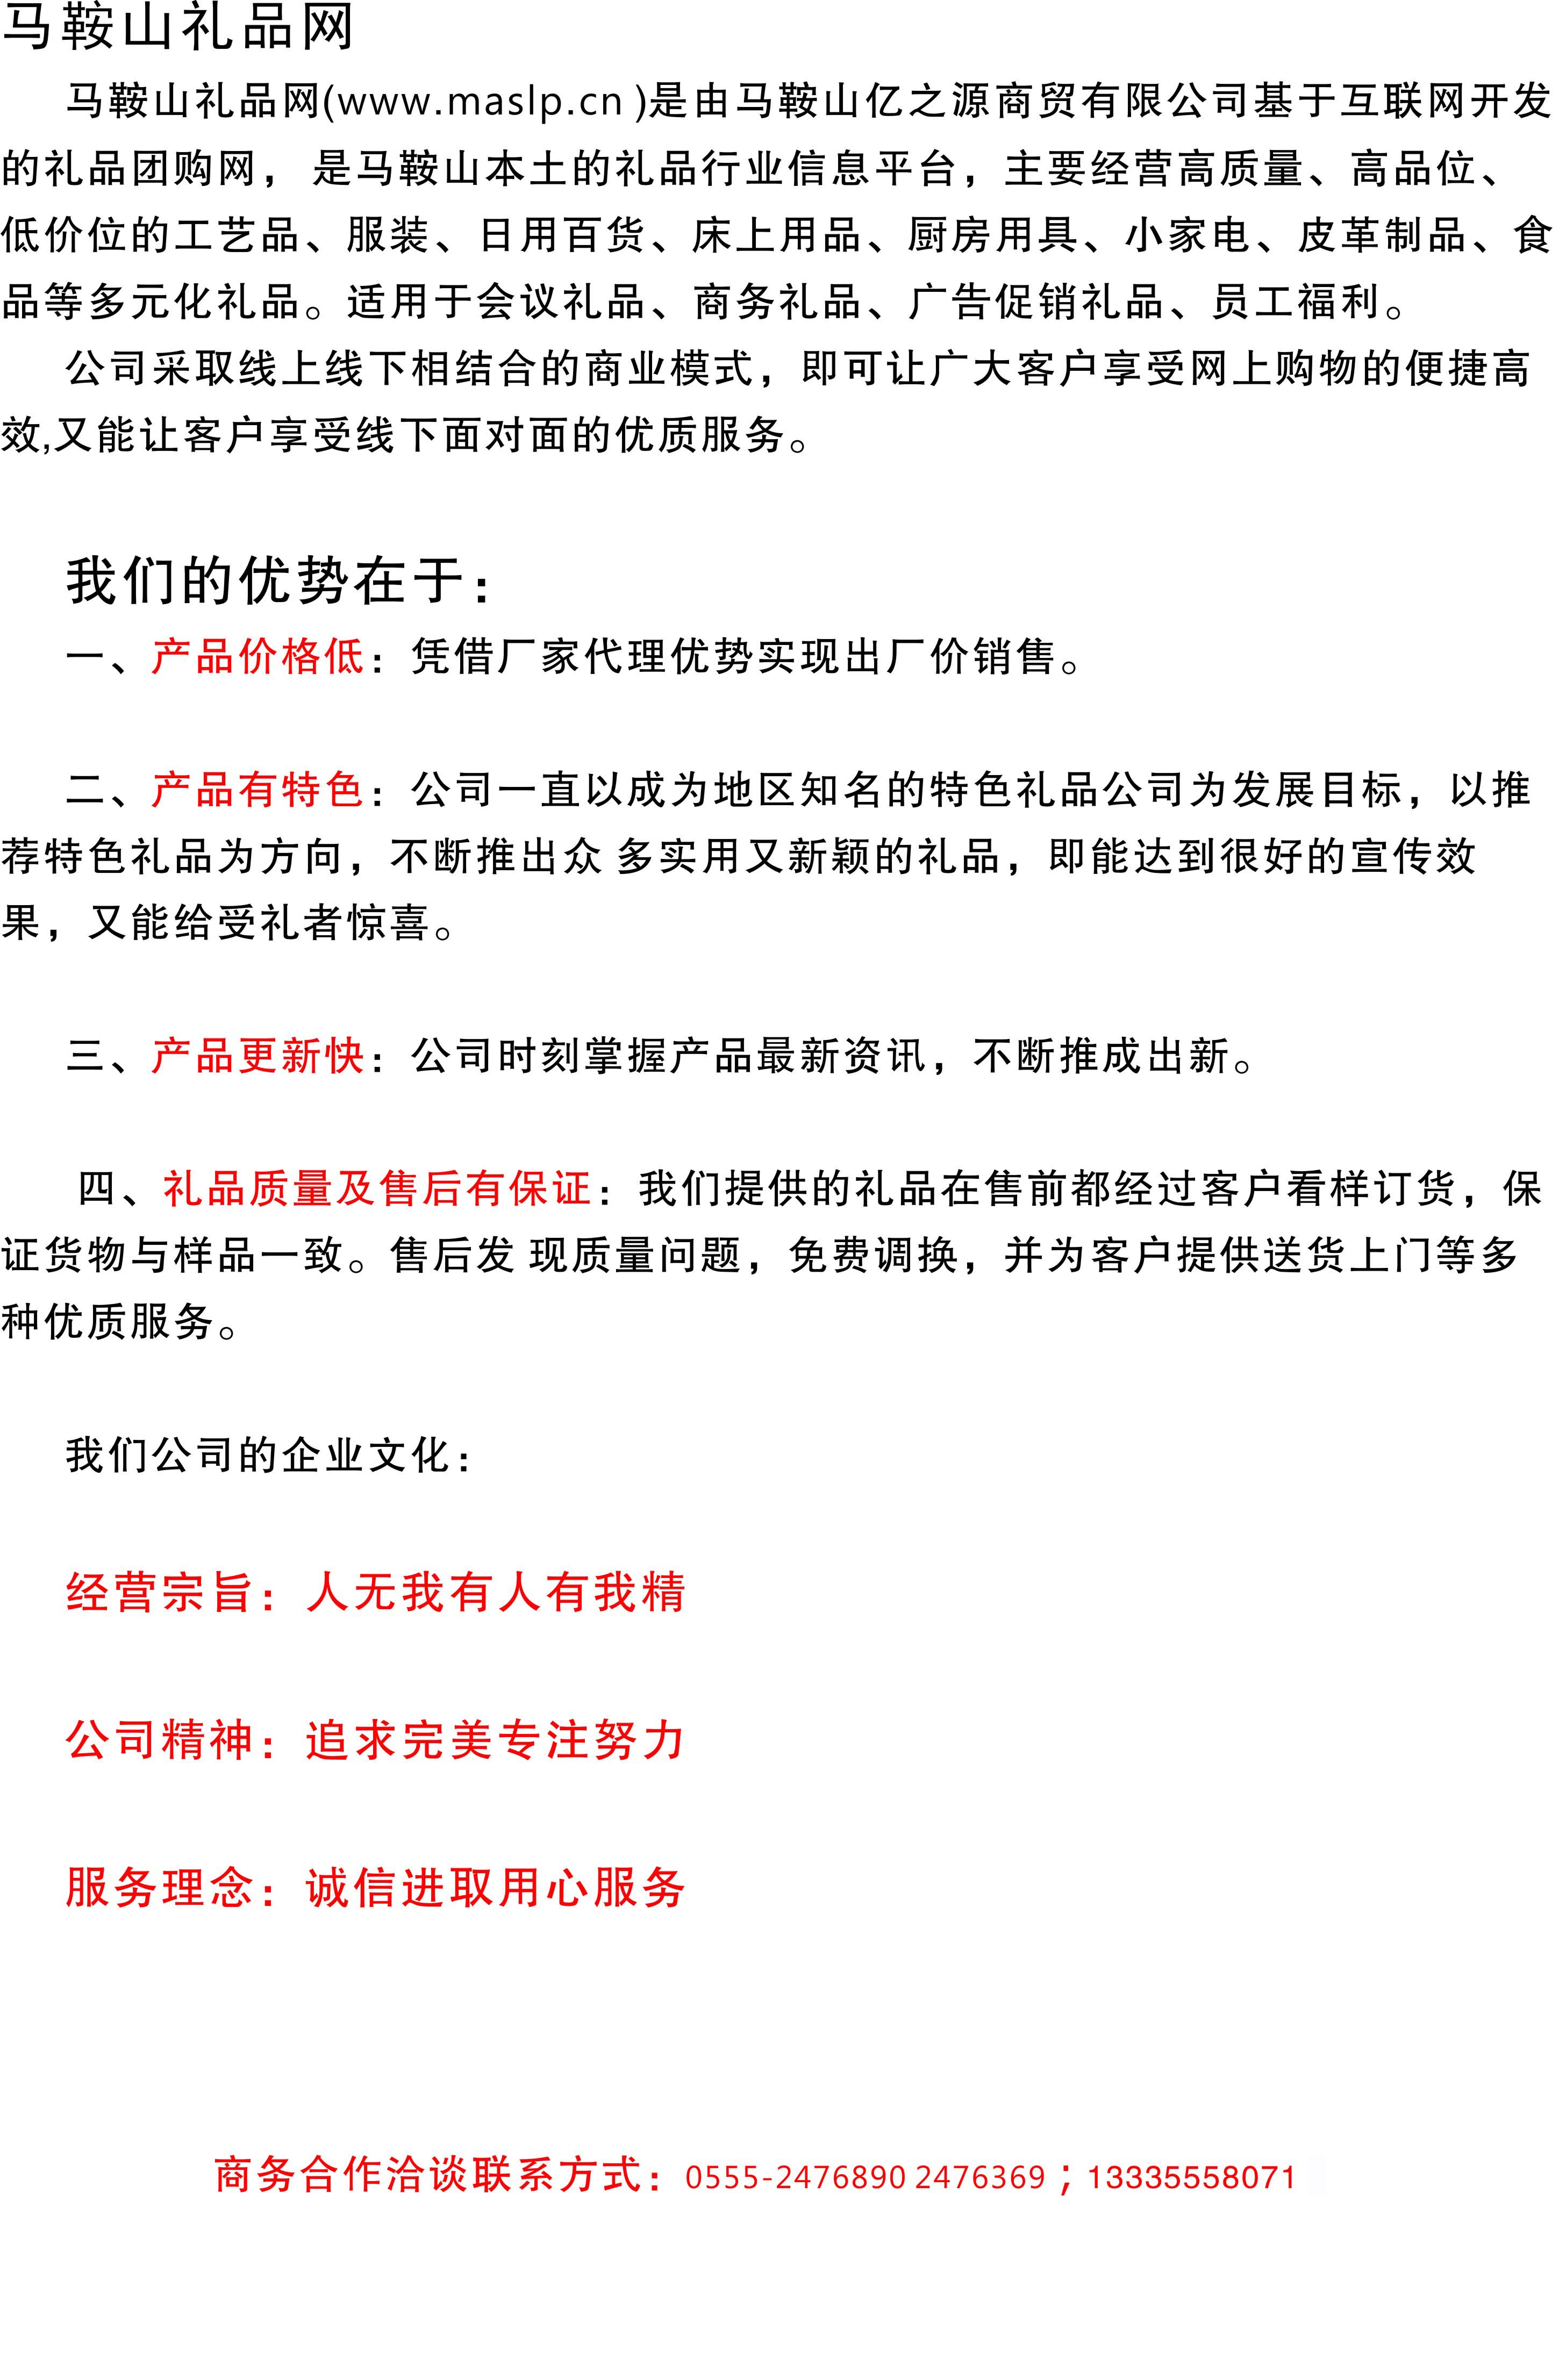 马鞍山礼品网
马鞍山礼品网(www.maslp.cn )是由马鞍山亿之源商贸有限公司基于互联网开发
的礼品团购网， 是马鞍山本土的礼品行业信息平台，主要经营高质量、高品位、
低价位的工艺品、服装、日用百货、床上用品、厨房用具、小家电、皮革制品、食
品等多元化礼品。适用于会议礼品、商务礼品、广告促销礼品、员工福利。
公司采取线上线下相结合的商业模式，即可让广大客户享受网上购物的便捷高
效,又能让客户享受线下面对面的优质服务。
我们的优势在于：
一、产品价格低：凭借厂家代理优势实现出厂价销售。
二、产品有特色：公司一直以成为地区知名的特色礼品公司为发展目标，以推
荐特色礼品为方向，不断推出众 多实用又新颖的礼品，即能达到很好的宣传效
果，又能给受礼者惊喜。
三、产品更新快：公司时刻掌握产品最新资讯，不断推成出新。
四、礼品质量及售后有保证：我们提供的礼品在售前都经过客户看样订货，保
证货物与样品一致。售后发 现质量问题，免费调换，并为客户提供送货上门等多
种优质服务。
我们公司的企业文化：
经营宗旨：人无我有人有我精
公司精神：追求完美专注努力
服务理念：诚信进取用心服务
商务合作洽谈联系方式：0555-2476890 2476369；13335558071